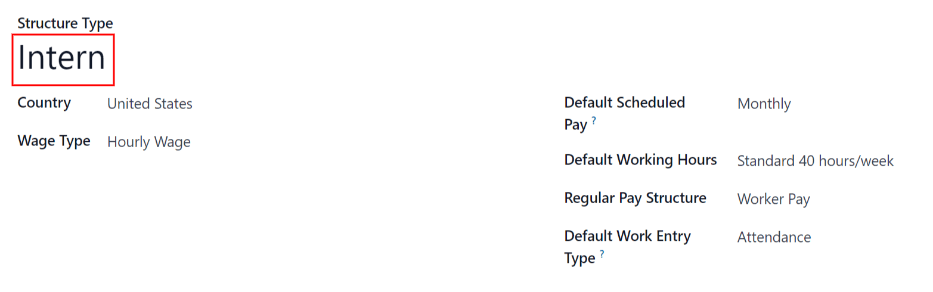 Structure Type
Intern
Country United States
Wage Type Hourly Wage
Default Scheduled
Pay ? Monthly
Default Working Hours Standard 40 hours/week
Regular Pay Structure Worker Pay
Default Work Entry
Type ? Attendance